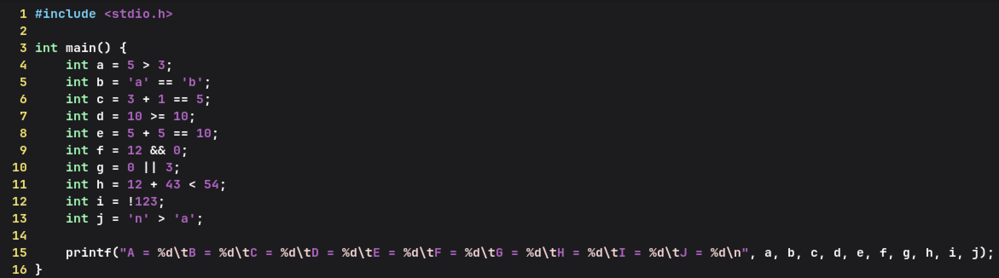 1 #include <stdio.h>
2
3 int main() {
4     int a = 5 > 3;
5     int b = 'a' == 'b';
6     int c = 3 + 1 == 5;
7     int d = 10 >= 10;
8     int e = 5 + 5 == 10;
9     int f = 12 && 0;
10     int g = 0 || 3;
11     int h = 12 + 43 < 54;
12     int i = !123;
13     int j = 'n' > 'a';
14
15     printf("A = %d\tB = %d\tC = %d\tD = %d\tE = %d\tF = %d\tG = %d\tH = %d\tI = %d\tJ = %d\n", a, b, c, d, e, f, g, h, i, j);
16 }